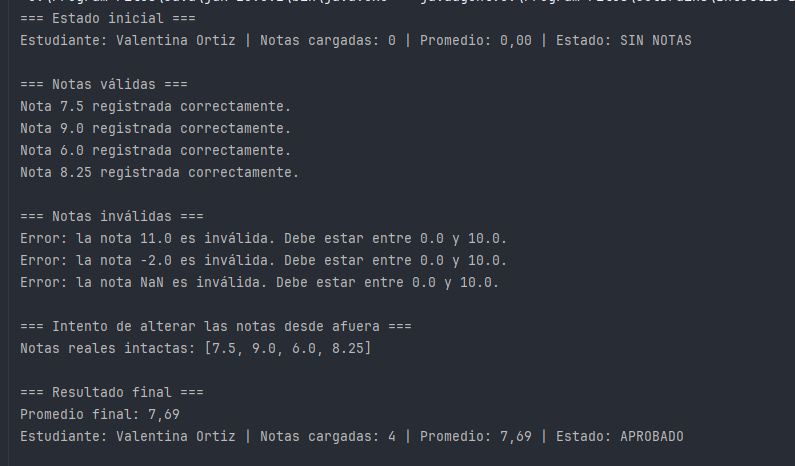 === Estado inicial ===
Estudiante: Valentina Ortiz | Notas cargadas: 0 | Promedio: 0,00 | Estado: SIN NOTAS
=== Notas válidas ===
Nota 7.5 registrada correctamente.
Nota 9.0 registrada correctamente.
Nota 6.0 registrada correctamente.
Nota 8.25 registrada correctamente.
=== Notas inválidas ===
Error: la nota 11.0 es inválida. Debe estar entre 0.0 y 10.0.
Error: la nota -2.0 es inválida. Debe estar entre 0.0 y 10.0.
Error: la nota NaN es inválida. Debe estar entre 0.0 y 10.0.
=== Intento de alterar las notas desde afuera ===
Notas reales intactas: [7.5, 9.0, 6.0, 8.25]
=== Resultado final ===
Promedio final: 7,69
Estudiante: Valentina Ortiz | Notas cargadas: 4 | Promedio: 7,69 | Estado: APROBADO